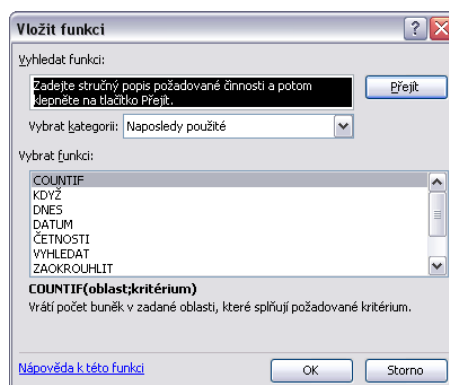 Vložit funkci
Vyhledat funkci:
Zadejte stručný popis požadované činnosti a potom
klepněte na tlačítko Přejít.
Přejít
Vybrat kategorii: Naposledy použité
Vybrat funkci:
COUNTIF
KDYŽ
DNES
DATUM
ČETNOSTI
VYHLEDAT
ZAOKROUHLIT
COUNTIF(oblast;kritérium)
Vrátí počet buněk v zadané oblasti, které splňují požadované kritérium.
Nápověda k této funkci
OK
Storno